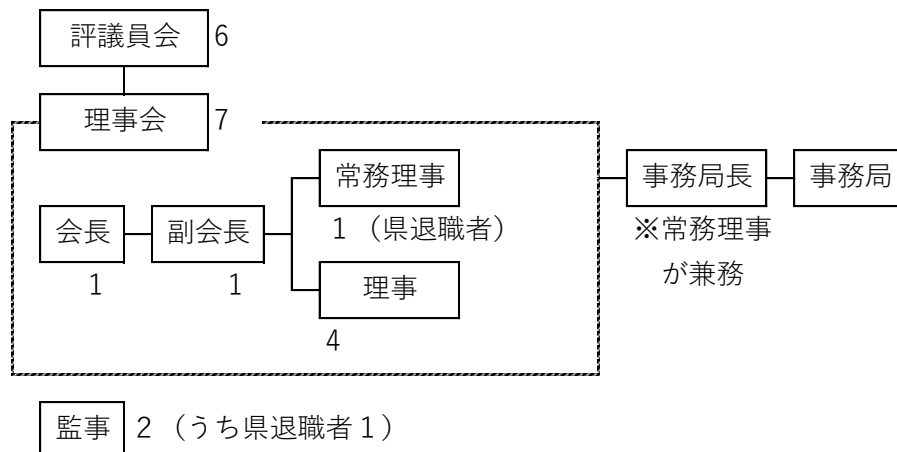 評議員会 6
理事会 7
常務理事
1 （県退職者）
会長 副会長
1 1
理事
4
事務局長 事務局
※常務理事
が兼務
監事 2 （うち県退職者１）